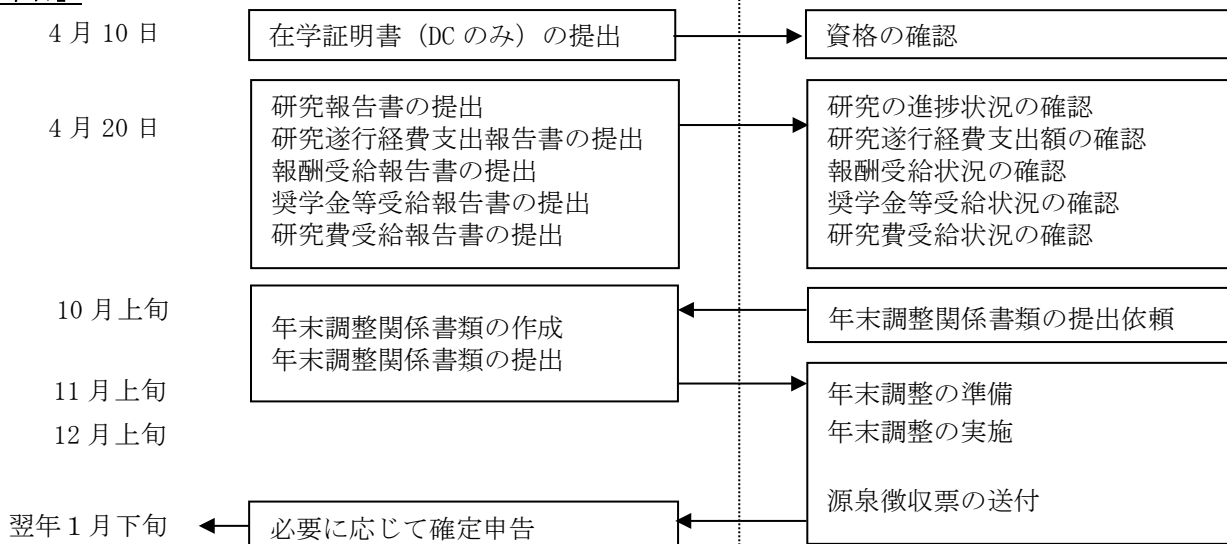 4月10日
在学証明書（DCのみ）の提出
資格の確認
4月20日
研究報告書の提出
研究遂行経費支出報告書の提出
報酬受給報告書の提出
奨学金等受給報告書の提出
研究費受給報告書の提出
研究の進捗状況の確認
研究遂行経費支出額の確認
報酬受給状況の確認
奨学金等受給状況の確認
研究費受給状況の確認
10月上旬
年末調整関係書類の作成
年末調整関係書類の提出
年末調整関係書類の提出依頼
11月上旬
12月上旬
年末調整の準備
年末調整の実施
源泉徴収票の送付
翌年１月下旬
必要に応じて確定申告